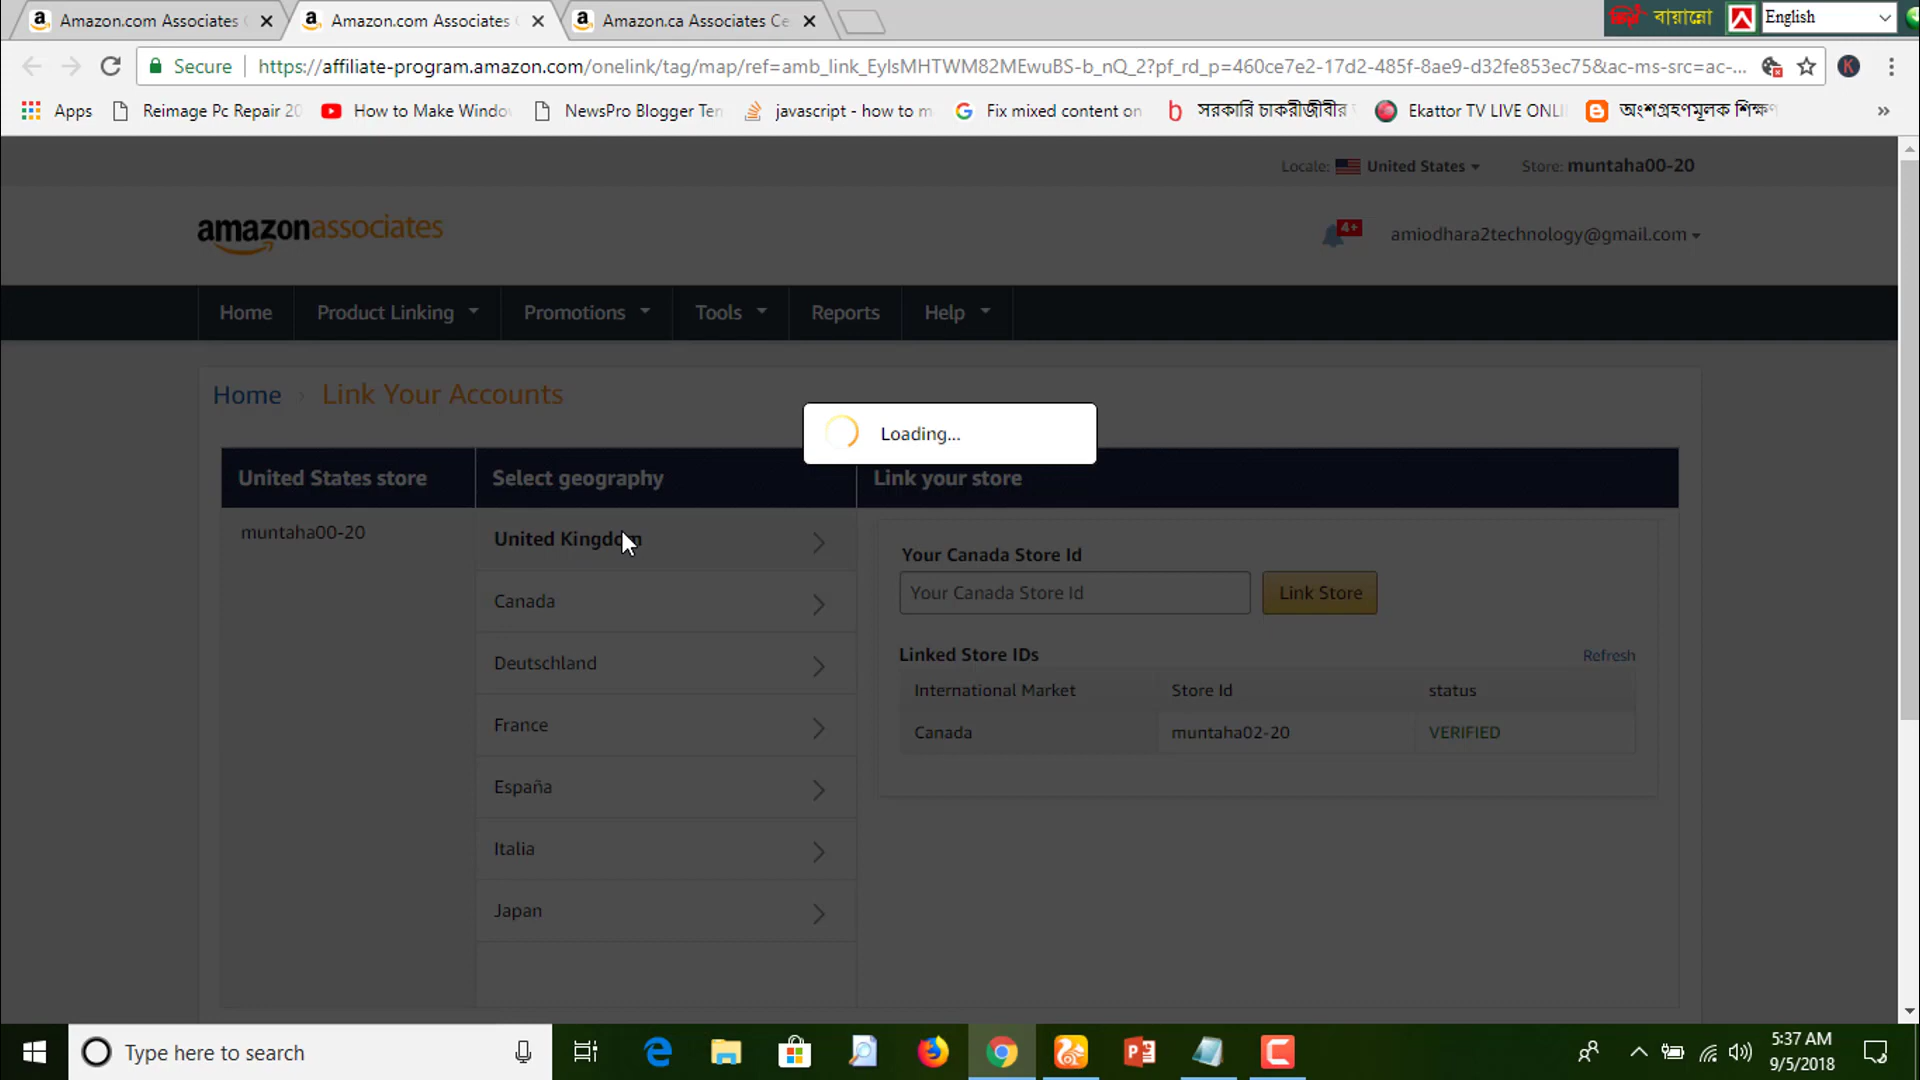 Amazon.com Associates
Amazon.com Associates
Amazon.ca Associates Ce
বায়ান্নো
English
Secure
https://affiliate-program.amazon.com/onelink/tag/map/ref=amb_link_EylsMHTWM82MEwuBS-b_nQ_2?pf_rd_p=460ce7e2-17d2-485f-8ae9-d32fe853ec75&ac-ms-src=ac-...
Apps
Reimage Pc Repair 20
How to Make Windo
NewsPro Blogger Ten
javascript - how to m
Fix mixed content on
সরকারি চাকরীজীবীর
Ekattor TV LIVE ONLI
অংশগ্রহণমূলক শিক্ষণ
»
Locale: United States
Store: muntaha00-20
amazonassociates
4+
amiodhara2technology@gmail.com
Home
Product Linking
Promotions
Tools
Reports
Help
Home › Link Your Accounts
Loading...
United States store
Select geography
Link your store
muntaha00-20
United Kingdom
Canada
Deutschland
France
España
Italia
Japan
Your Canada Store Id
Your Canada Store Id
Link Store
Linked Store IDs
Refresh
International Market
Store Id
status
Canada
muntaha02-20
VERIFIED
Type here to search
5:37 AM
9/5/2018